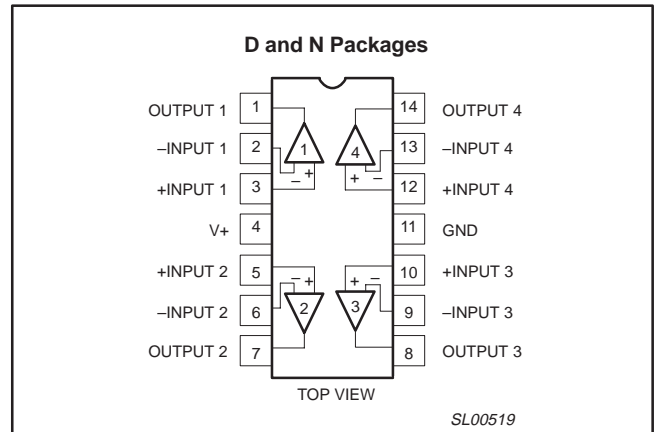 D and N Packages
OUTPUT 1 1 14 OUTPUT 4
–INPUT 1 2 1 4 13 –INPUT 4
– + + –
+INPUT 1 3 12 +INPUT 4
V+ 4 11 GND
+INPUT 2 5 10 +INPUT 3
– + + –
–INPUT 2 6 2 3 9 –INPUT 3
OUTPUT 2 7 8 OUTPUT 3
TOP VIEW
SL00519